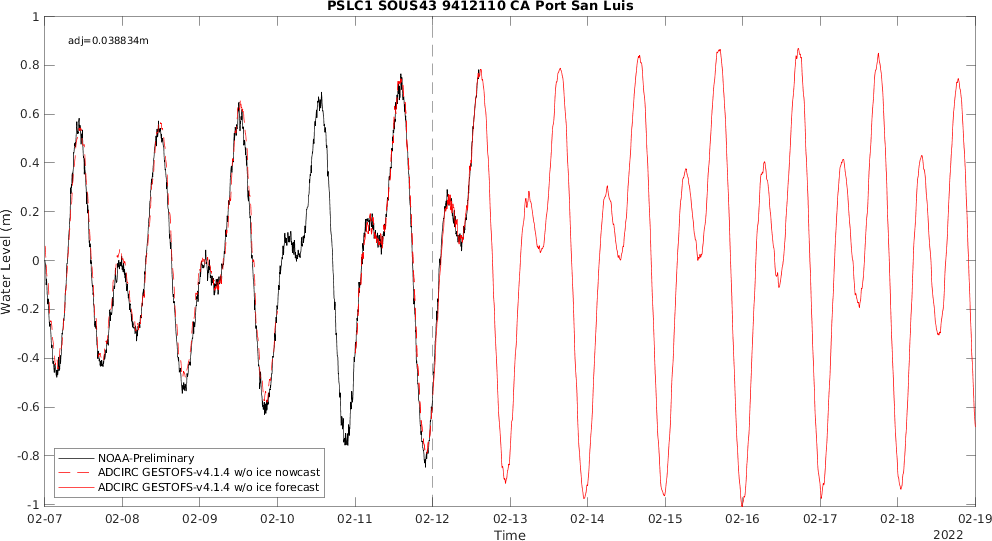 PSLC1 SOUS43 9412110 CA Port San Luis
adj=0.038834m
1
0.8
0.6
0.4
0.2
0
-0.2
-0.4
-0.6
-0.8
-1
Water Level (m)
NOAA-Preliminary
ADCIRC GESTOFS-v4.1.4 w/o ice nowcast
ADCIRC GESTOFS-v4.1.4 w/o ice forecast
02-07 02-08 02-09 02-10 02-11 02-12 02-13 02-14 02-15 02-16 02-17 02-18 02-19
Time
2022